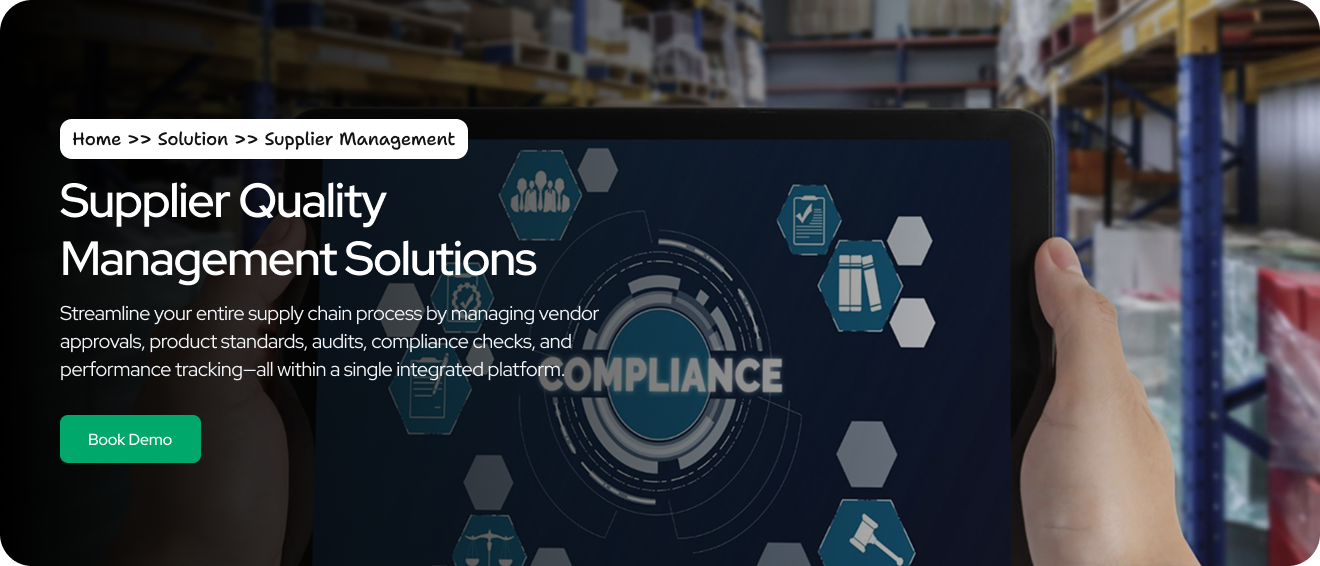 Home >> Solution >> Supplier Management
Supplier Quality
Management Solutions
Streamline your entire supply chain process by managing vendor
approvals, product standards, audits, compliance checks, and
performance tracking—all within a single integrated platform.
COMPLIANCE
Book Demo